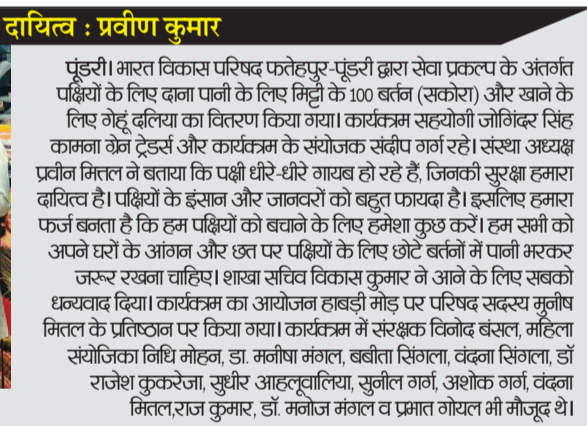 दायित्व : प्रवीण कुमार
पूंडरी। भारत विकास परिषद फतेहपुर-पूंडरी द्वारा सेवा प्रकल्प के अंतर्गत
पक्षियों के लिए दाना पानी के लिए मिट्टी के 100 बर्तन (सकोरा) और खाने के
लिए गेहूं दलिया का वितरण किया गया। कार्यक्रम सहयोगी जोगिंदर सिंह
कामना ग्रेन ट्रेडर्स और कार्यक्रम के संयोजक संदीप गर्ग रहे। संस्था अध्यक्ष
प्रवीन मित्तल ने बताया कि पक्षी धीरे-धीरे गायब हो रहे हैं, जिनकी सुरक्षा हमारा
दायित्व है। पक्षियों के इंसान और जानवरों को बहुत फायदा है। इसलिए हमारा
फर्ज बनता है कि हम पक्षियों को बचाने के लिए हमेशा कुछ करें। हम सभी को
अपने घरों के आंगन और छत पर पक्षियों के लिए छोटे बर्तनों में पानी भरकर
जरूर रखना चाहिए। शाखा सचिव विकास कुमार ने आने के लिए सबको
धन्यवाद दिया। कार्यक्रम का आयोजन हाबड़ी मोड़ पर परिषद सदस्य मुनीष
मितल के प्रतिष्ठान पर किया गया। कार्यक्रम में संरक्षक विनोद बंसल, महिला
संयोजिका निधि मोहन, डा. मनीषा मंगल, बबीता सिंगला, वंदना सिंगला, डॉ
राजेश कुकरेजा, सुधीर आहलूवालिया, सुनील गर्ग, अशोक गर्ग, वंदना
मितल,राज कुमार, डॉ. मनोज मंगल व प्रभात गोयल भी मौजूद थे।